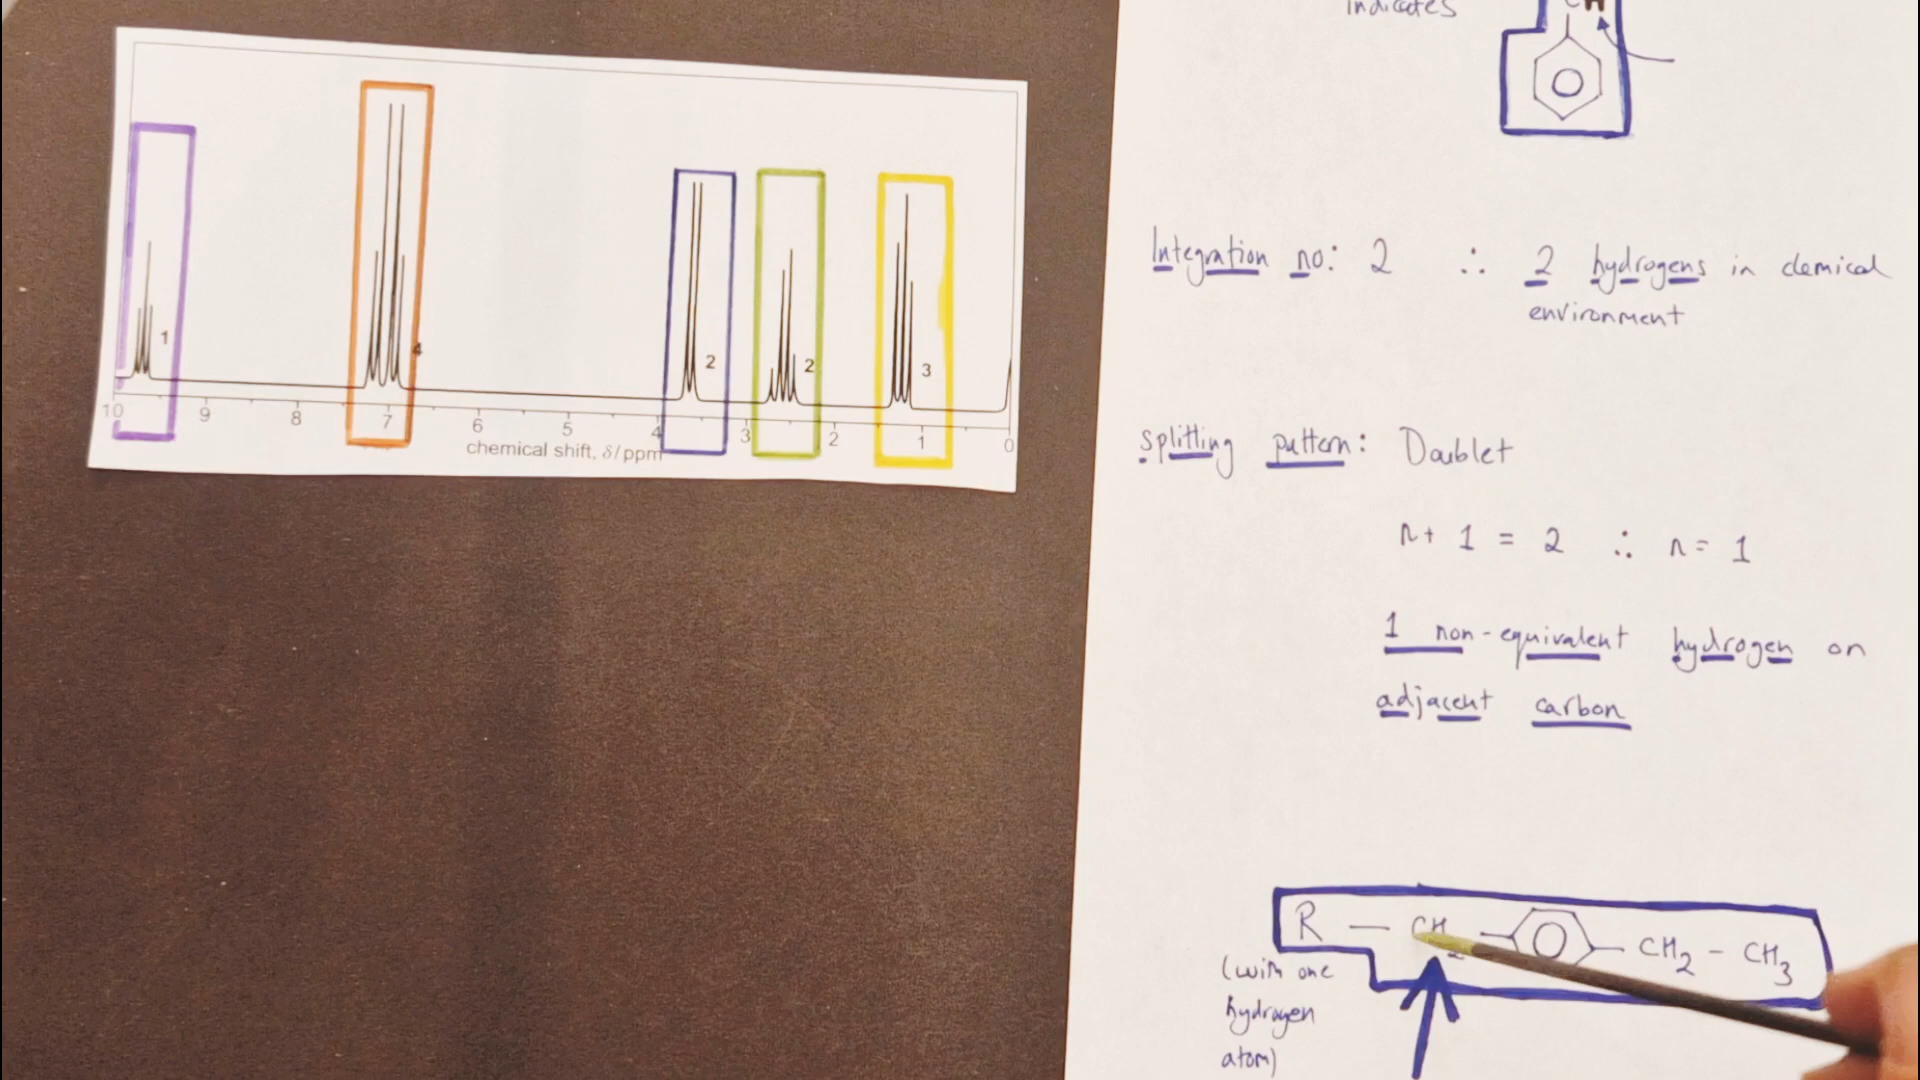 1
4
2
2
3
10 9 8 7 6 5 4 3 2 1 0
chemical shift, δ/ppm
indicates
Integration no: 2 ∴ 2 hydrogens in chemical
environment
splitting pattern: Doublet
n+ 1 = 2 ∴ n= 1
1 non-equivalent hydrogen on
adjacent carbon
R — CH2 CH2 - CH3
(with one
hydrogen
atom)